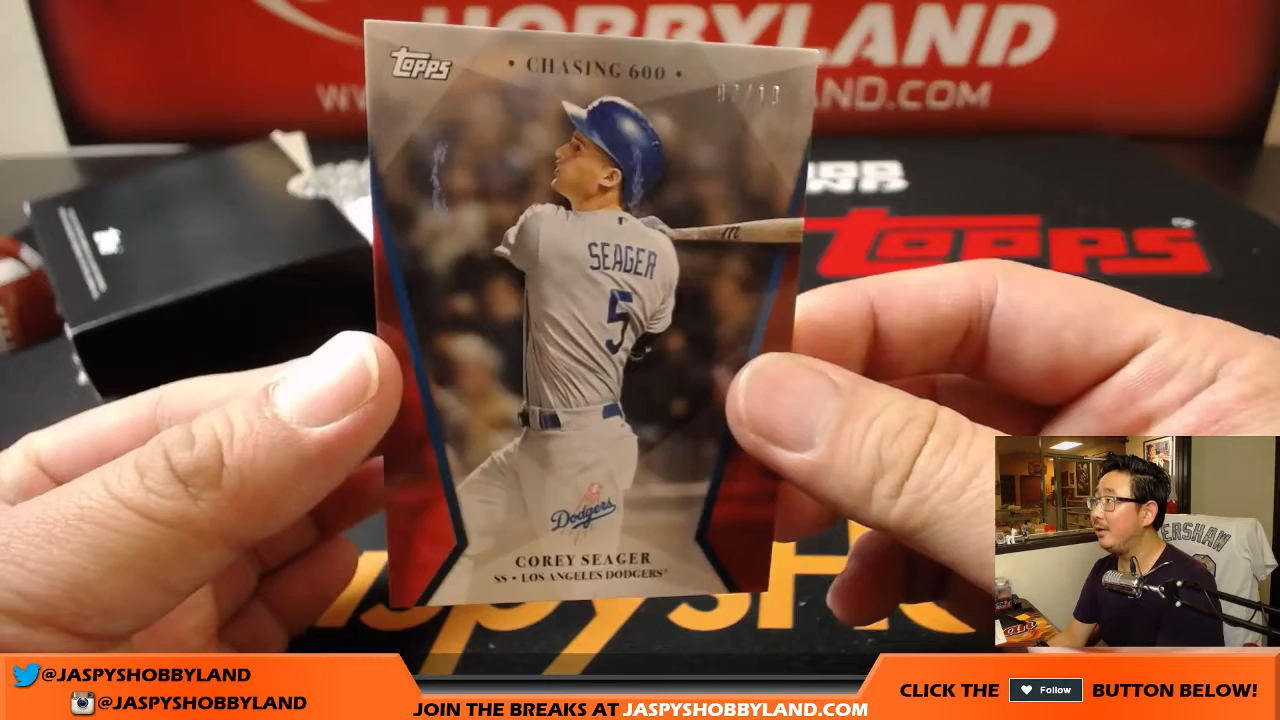 HOBBYLAND
Topps
• CHASING 600 •
SEAGER
5
Dodgers
COREY SEAGER
SS • LOS ANGELES DODGERS
TOPPS
ERSHAW
@JASPYSHOBBYLAND
@JASPYSHOBBYLAND
JOIN THE BREAKS AT JASPYSHOBBYLAND.COM
CLICK THE Follow BUTTON BELOW!